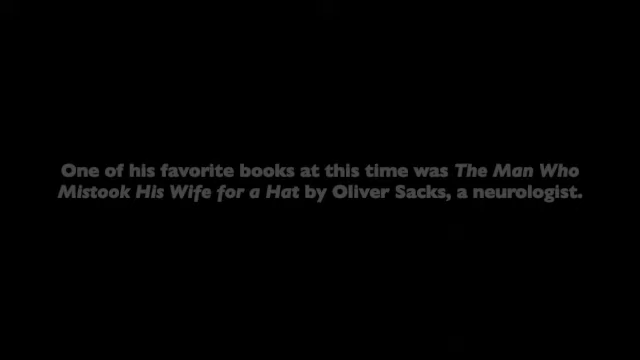 One of his favorite books at this time was The Man Who
Mistook His Wife for a Hat by Oliver Sacks, a neurologist.